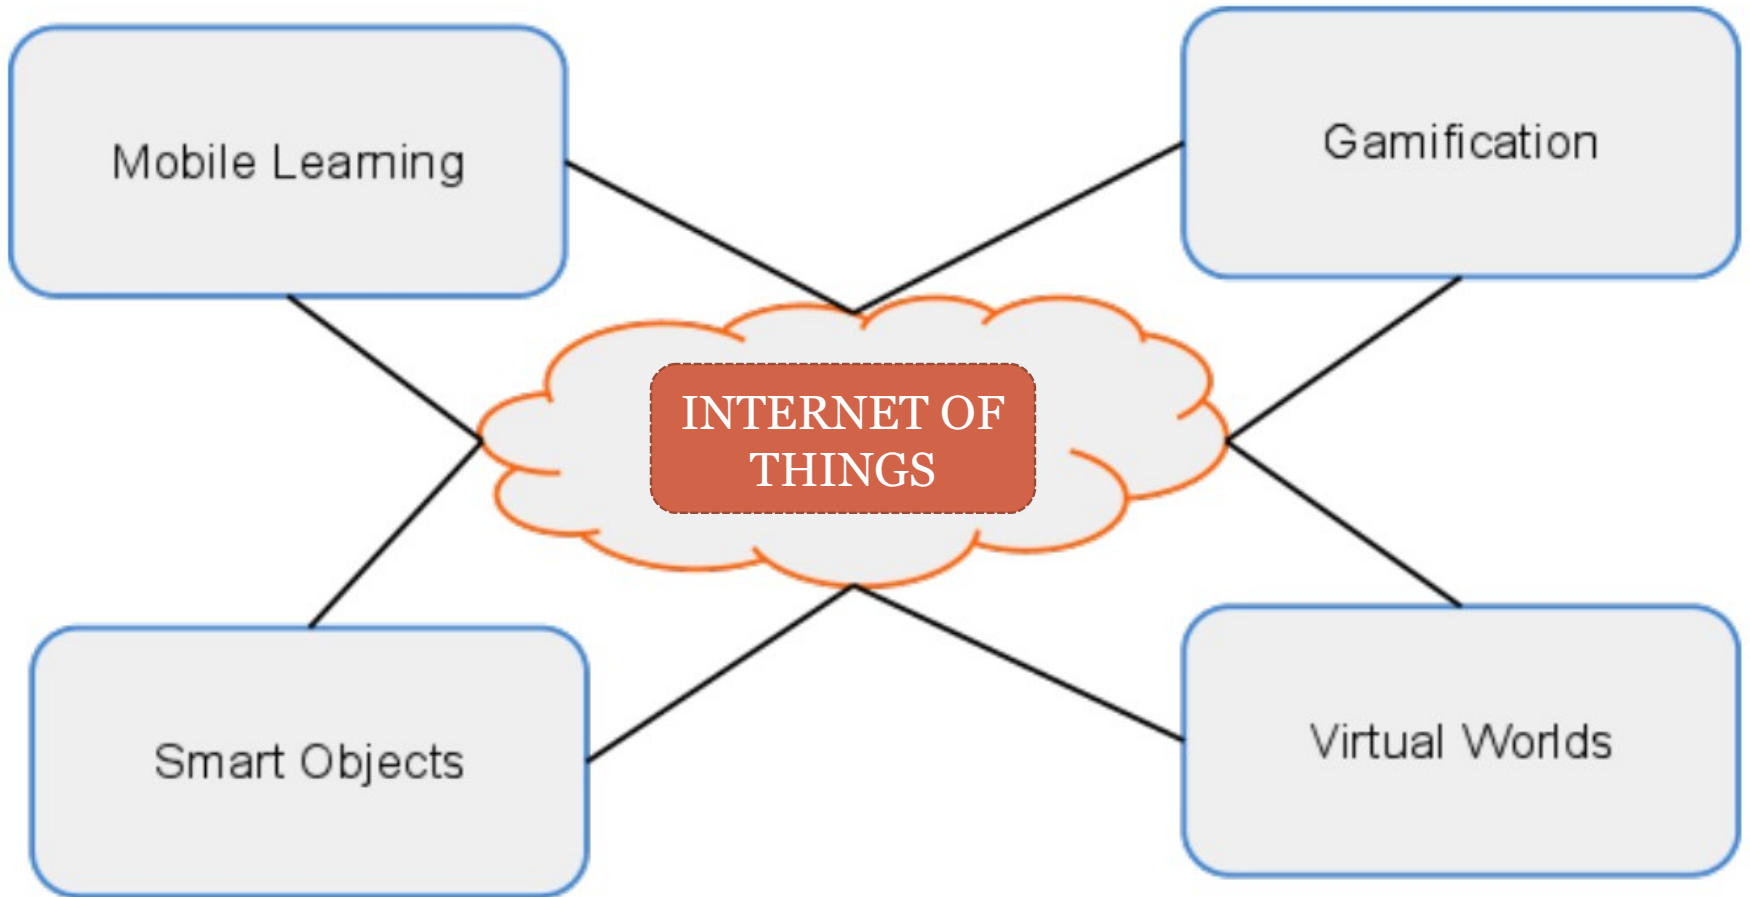 Mobile Learning
Gamification
INTERNET OF
THINGS
Smart Objects
Virtual Worlds